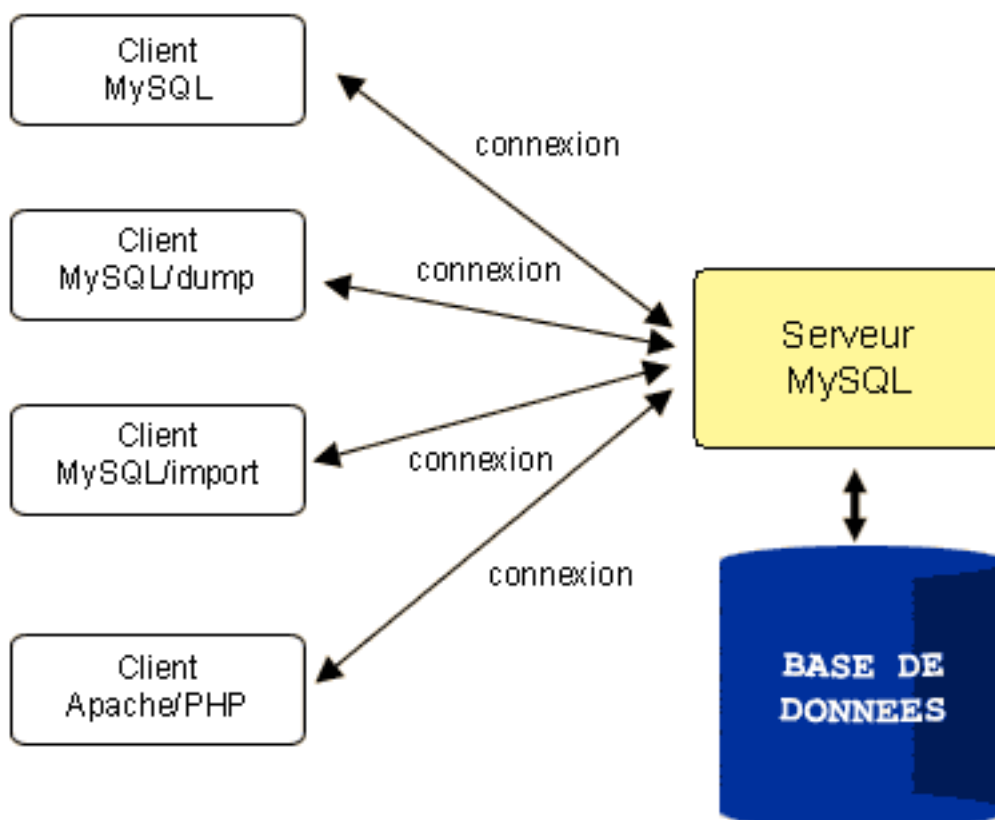 Client
MySQL
connexion
Client
MySQL/dump
connexion
Serveur
MySQL
Client
MySQL/import
connexion
connexion
Client
Apache/PHP
BASE DE
DONNEES